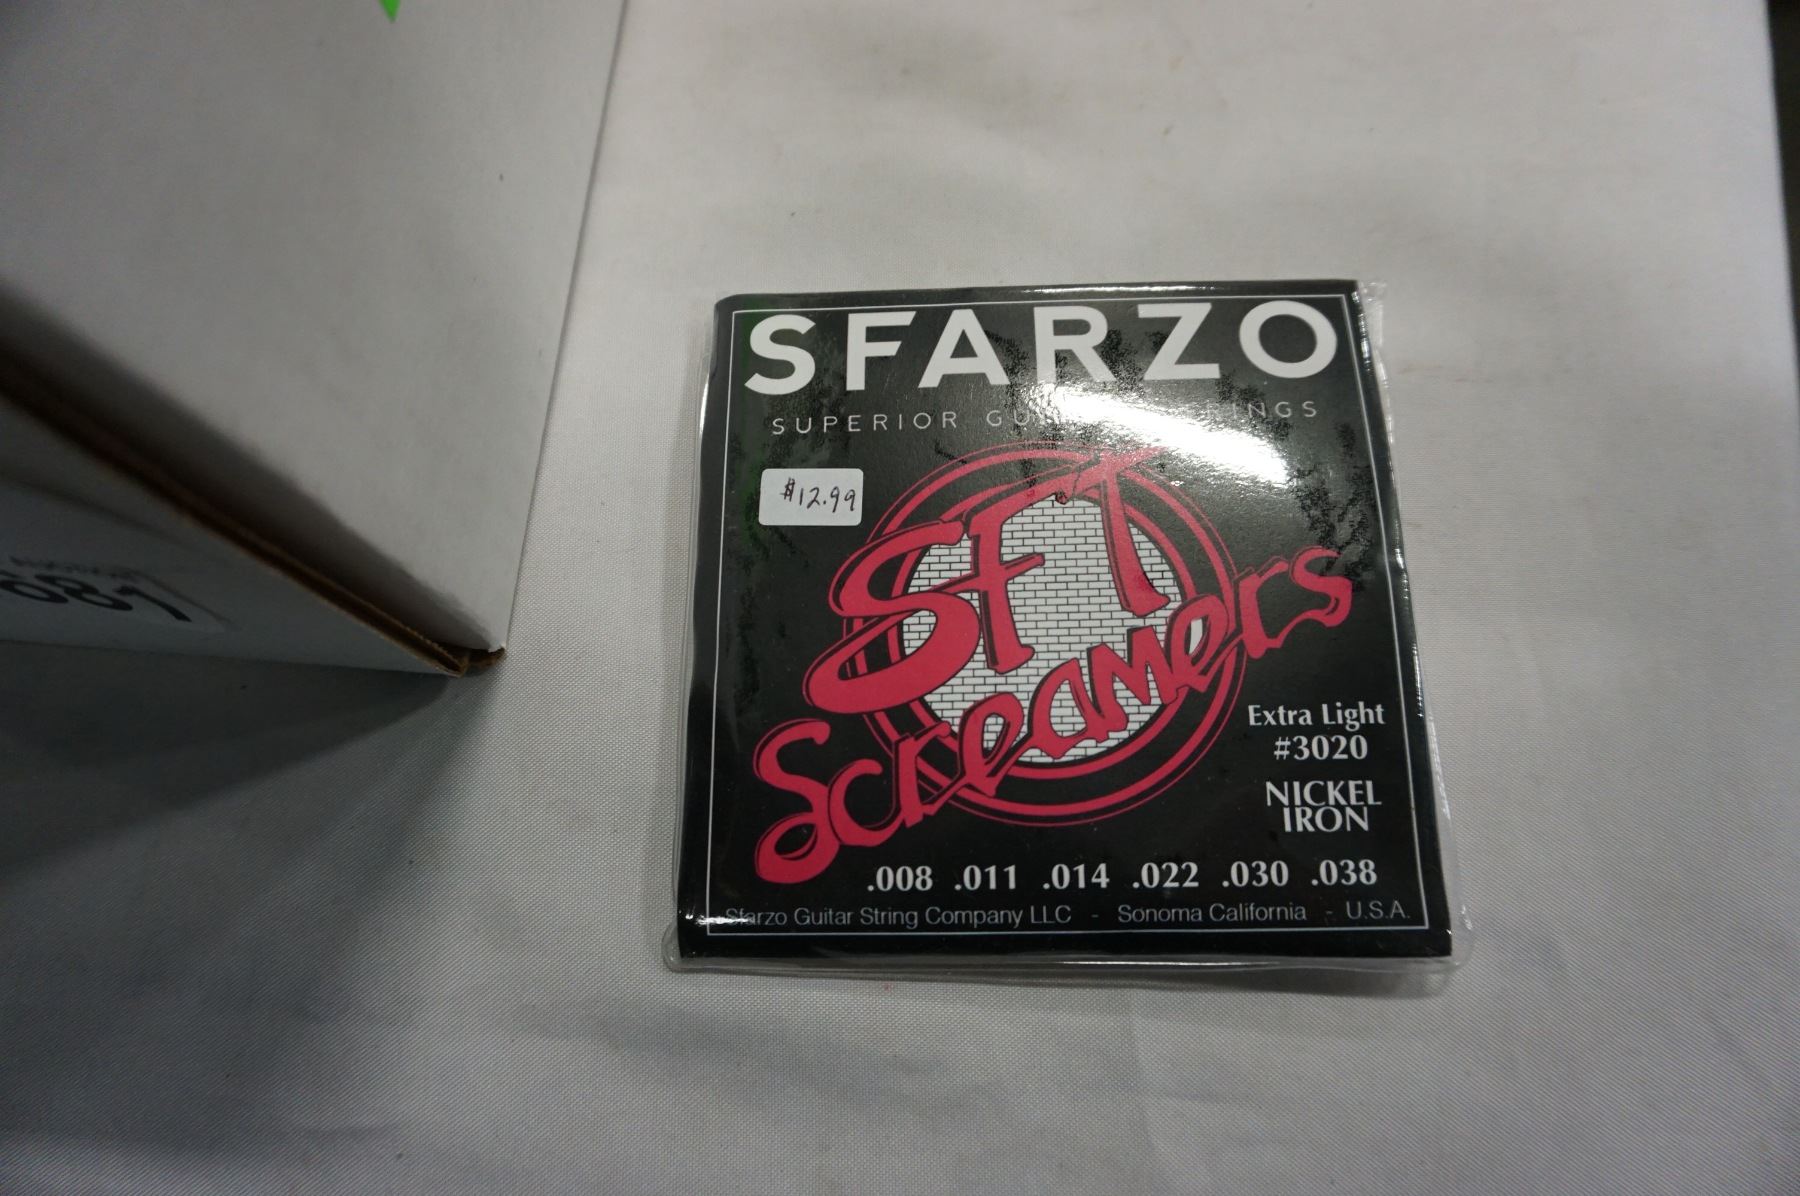 SFARZO
SUPERIOR
$12.99
SFT
Screamers
Extra Light
#3020
NICKEL
IRON
.008 .011 .014 .022 .030 .038
Sfarzo Guitar String Company LLC - Sonoma California - U.S.A.